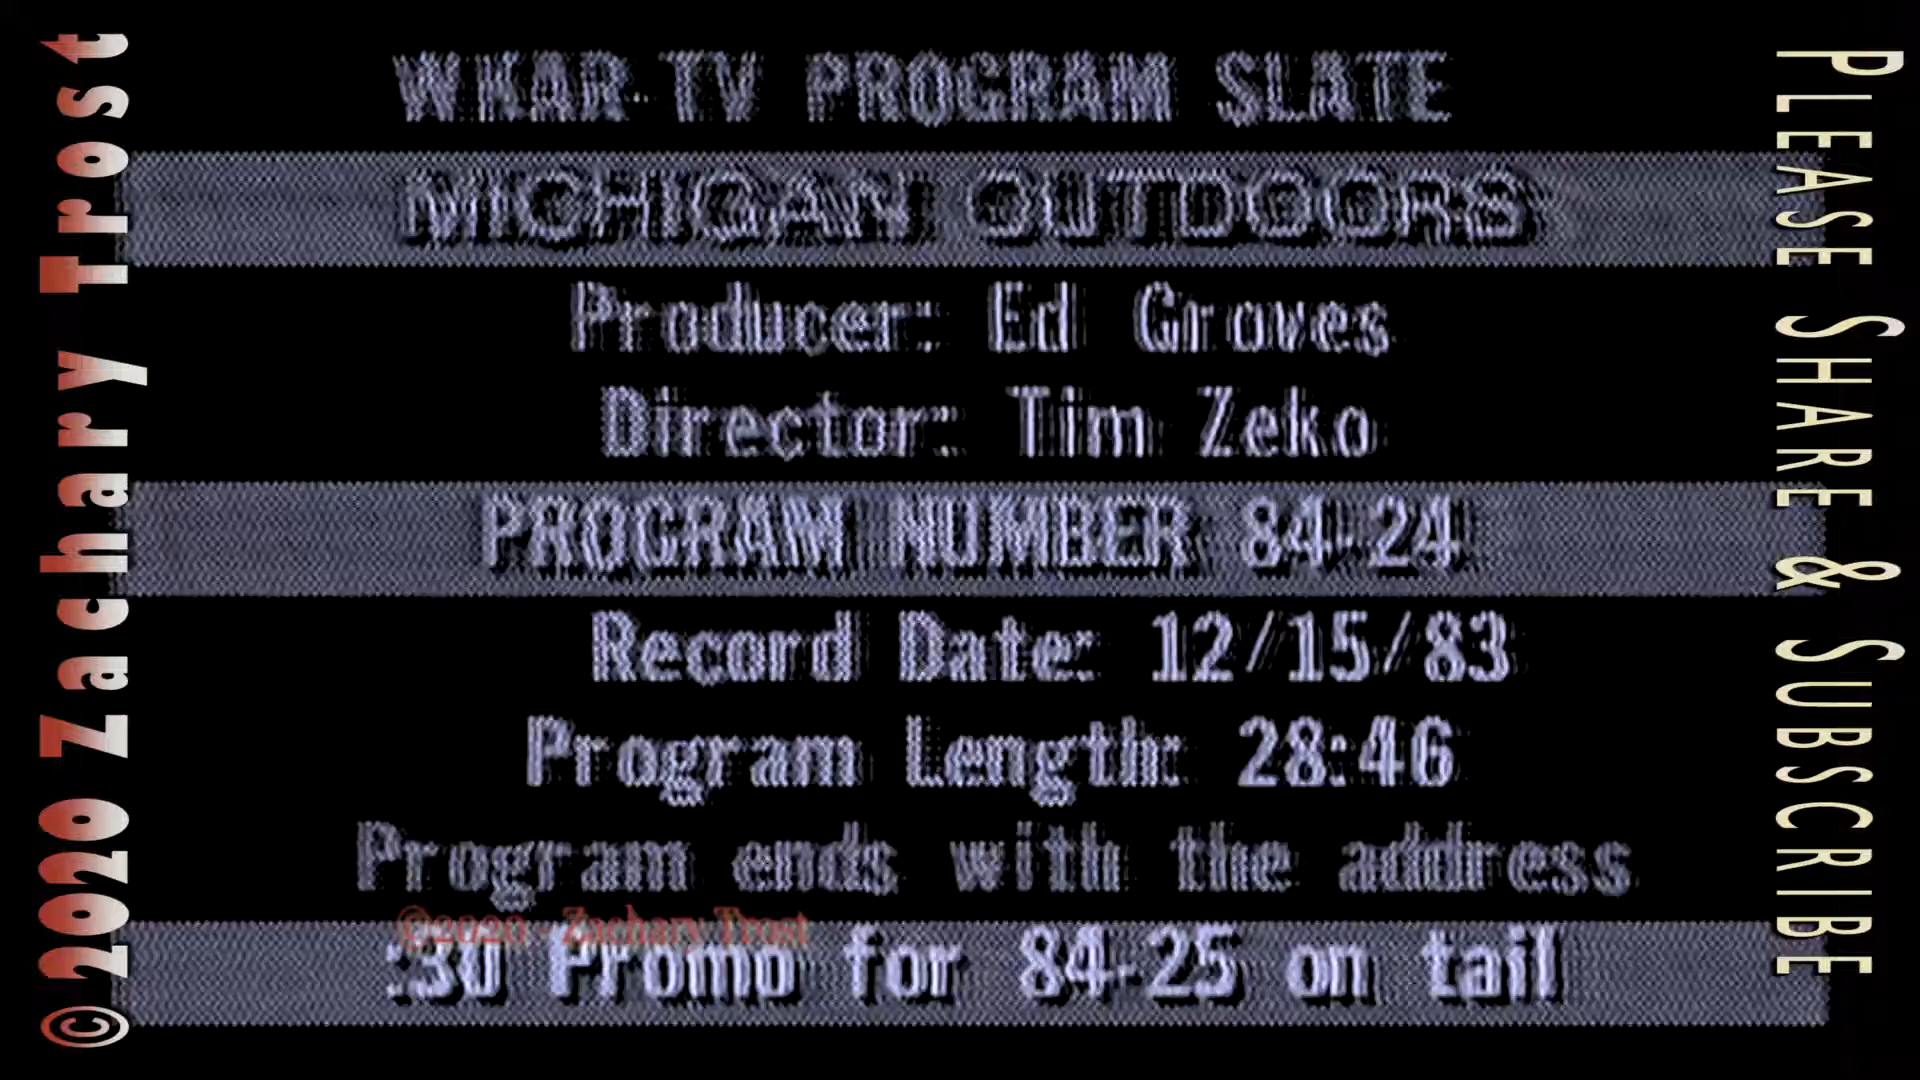 WKAR-TV PROGRAM SLATE
MICHIGAN OUTDOORS
Producer: Ed Groves
Director: Tim Zeko
PROGRAM NUMBER 84-24
Record Date: 12/15/83
Program Length: 28:46
Program ends with the address
:30 Promo for 84-25 on tail
©2020 - Zachary Trost
© 2020 Zachary Trost
PLEASE SHARE & SUBSCRIBE